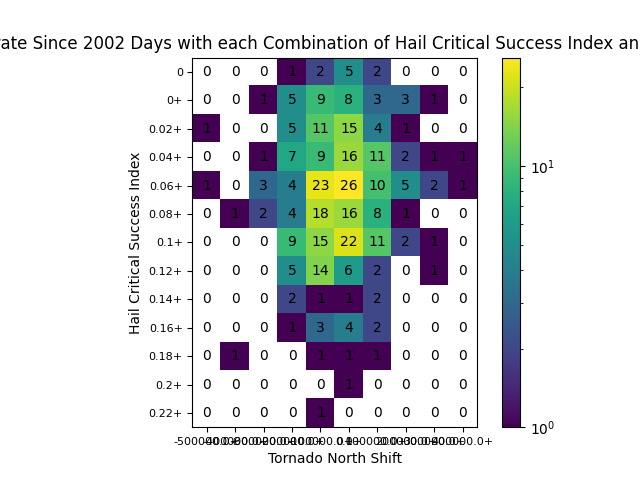 ate Since 2002 Days with each Combination of Hail Critical Success Index an
0 0 0 0 1 2 5 2 0 0 0
0+ 0 0 1 5 9 8 3 3 1 0
0.02+ 1 0 0 5 11 15 4 1 0 0
0.04+ 0 0 1 7 9 16 11 2 1 1
0.06+ 1 0 3 4 23 26 10 5 2 1
0.08+ 0 1 2 4 18 16 8 1 0 0
0.1+ 0 0 0 9 15 22 11 2 1 0
0.12+ 0 0 0 5 14 6 2 0 1 0
0.14+ 0 0 0 2 1 1 2 0 0 0
0.16+ 0 0 0 1 3 4 2 0 0 0
0.18+ 0 1 0 0 1 1 1 0 0 0
0.2+ 0 0 0 0 0 1 0 0 0 0
0.22+ 0 0 0 0 1 0 0 0 0 0
Hail Critical Success Index
Tornado North Shift
10¹
10⁰